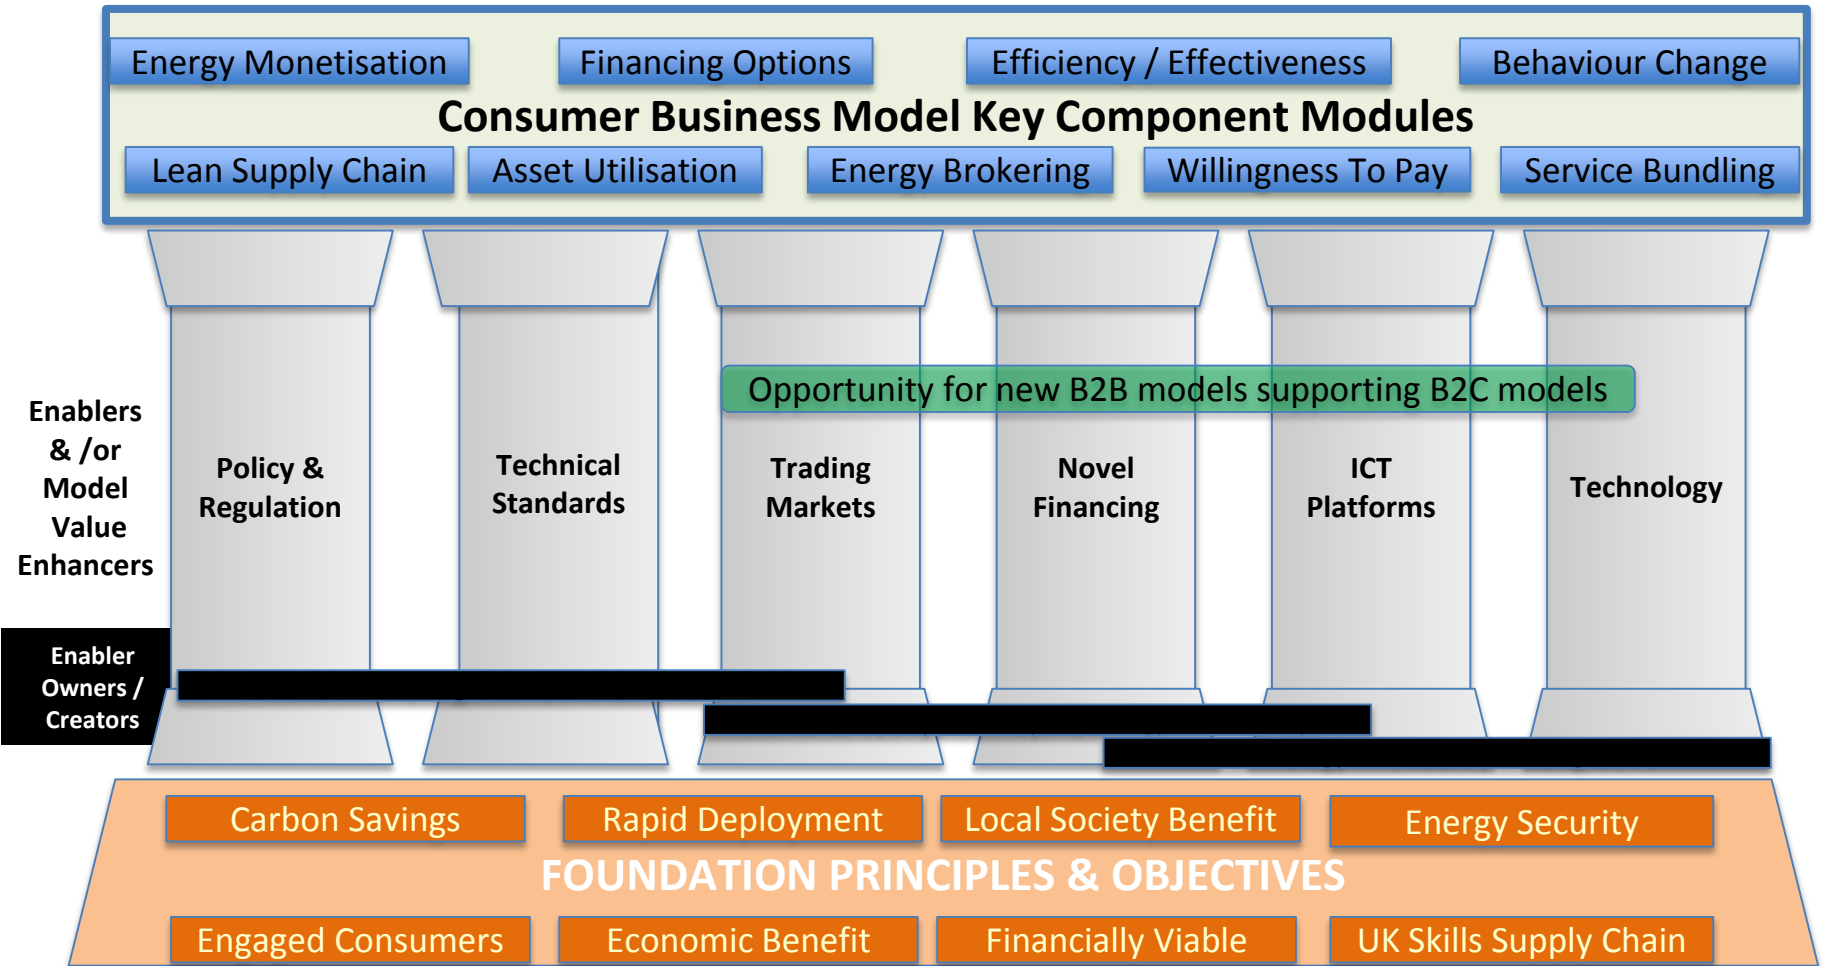 Energy Monetisation
Financing Options
Efficiency / Effectiveness
Behaviour Change
Consumer Business Model Key Component Modules
Lean Supply Chain
Asset Utilisation
Energy Brokering
Willingness To Pay
Service Bundling
Opportunity for new B2B models supporting B2C models
Enablers
& /or
Model
Value
Enhancers
Policy &
Regulation
Technical
Standards
Trading
Markets
Novel
Financing
ICT
Platforms
Technology
Enabler
Owners /
Creators
Carbon Savings
Rapid Deployment
Local Society Benefit
Energy Security
FOUNDATION PRINCIPLES & OBJECTIVES
Engaged Consumers
Economic Benefit
Financially Viable
UK Skills Supply Chain